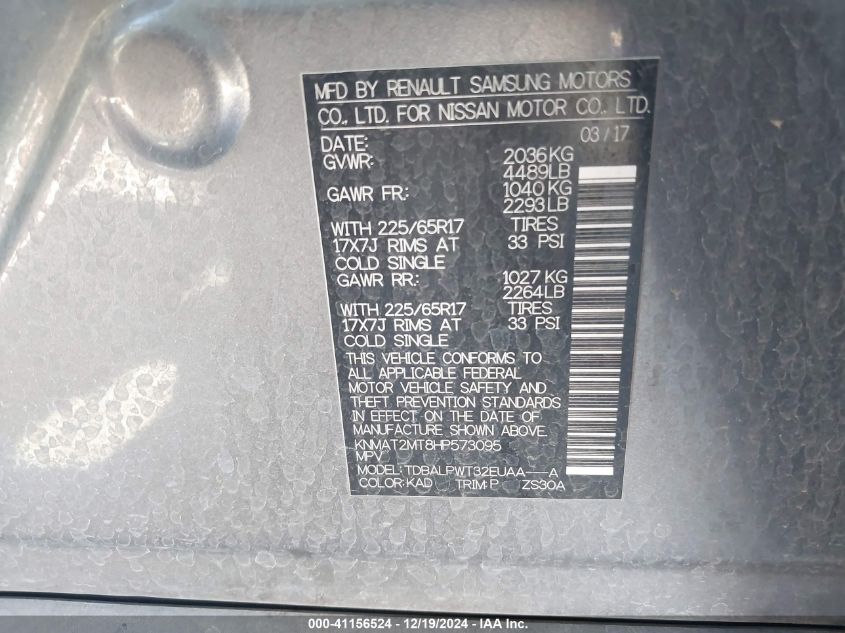 MFD BY RENAULT SAMSUNG MOTORS
CO., LTD. FOR NISSAN MOTOR CO., LTD.
DATE: 03/17
GVWR: 2036KG
4489LB
GAWR FR: 1040KG
2293LB
WITH 225/65R17 TIRES
17X7J RIMS AT 33 PSI
COLD SINGLE
GAWR RR: 1027KG
2264LB
WITH 225/65R17 TIRES
17X7J RIMS AT 33 PSI
COLD SINGLE
THIS VEHICLE CONFORMS TO
ALL APPLICABLE FEDERAL
MOTOR VEHICLE SAFETY AND
THEFT PREVENTION STANDARDS
IN EFFECT ON THE DATE OF
MANUFACTURE SHOWN ABOVE.
KNMAT2MT8HP573095
MPV
MODEL: TDBALPWT32EUAA---A
COLOR: KAD TRIM: P ZS30A
000-41156524 - 12/19/2024 - IAA Inc.